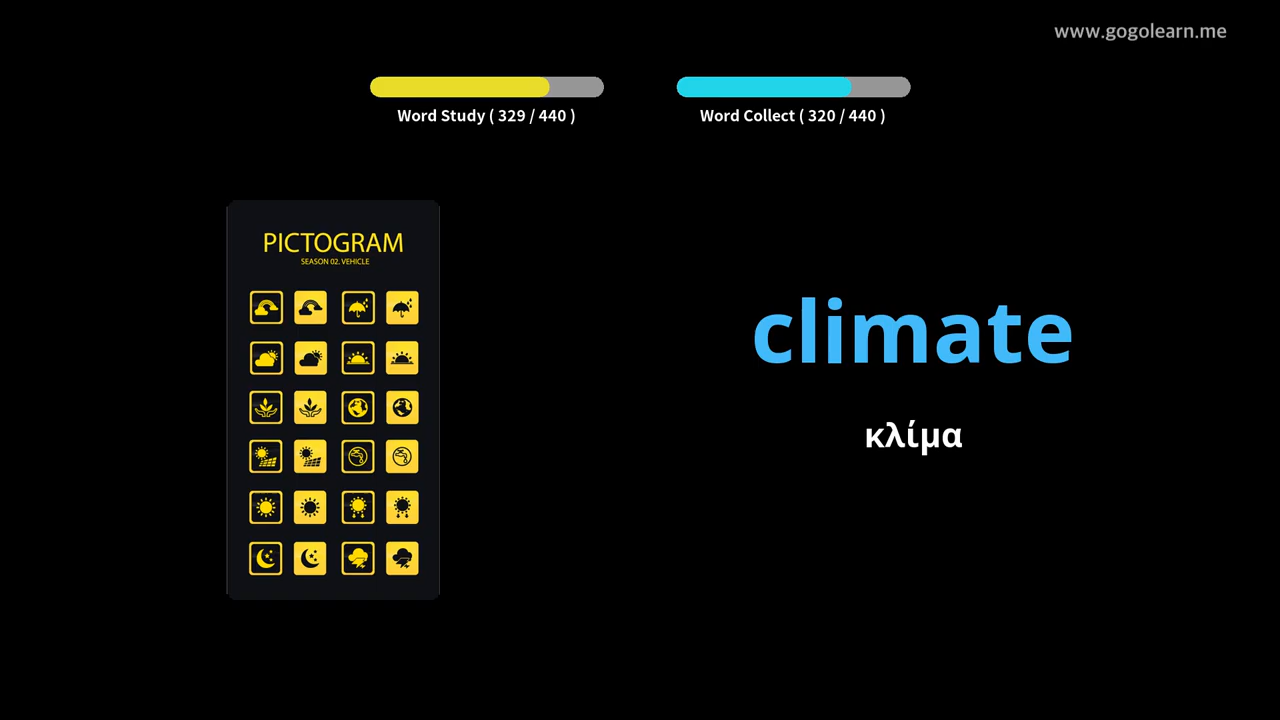 www.gogolearn.me
Word Study ( 329 / 440 )
Word Collect ( 320 / 440 )
PICTOGRAM
SEASON 02. VEHICLE
climate
κλίμα